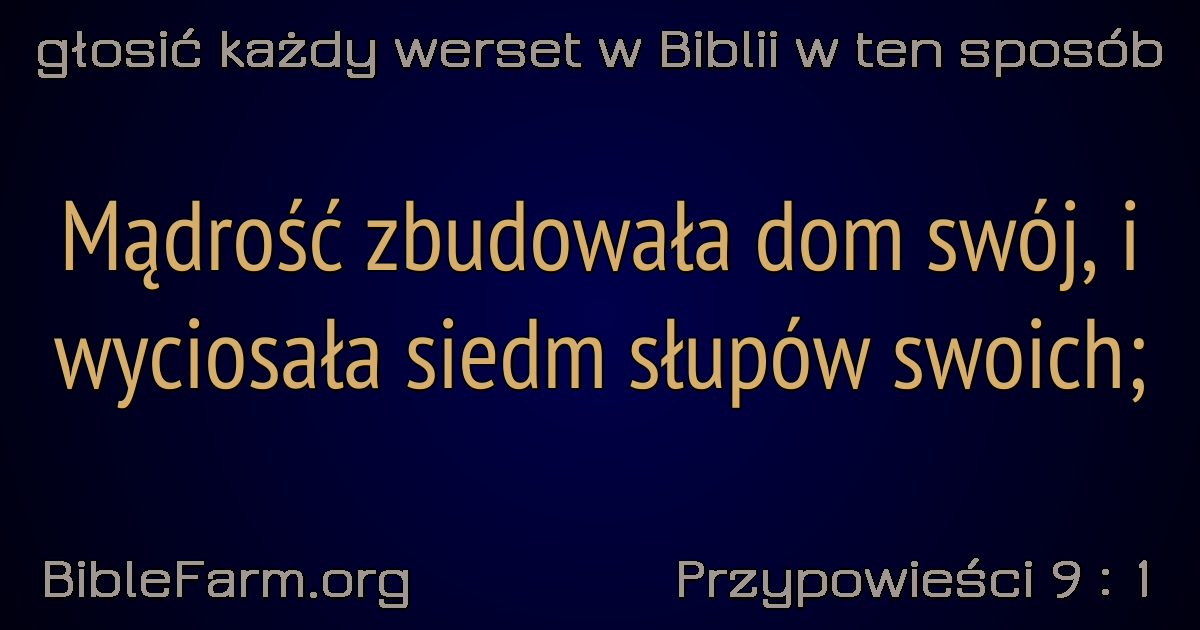 głosić każdy werset w Biblii w ten sposób
Mądrość zbudowała dom swój, i
wyciosała siedm słupów swoich;
BibleFarm.org
Przypowieści 9 : 1